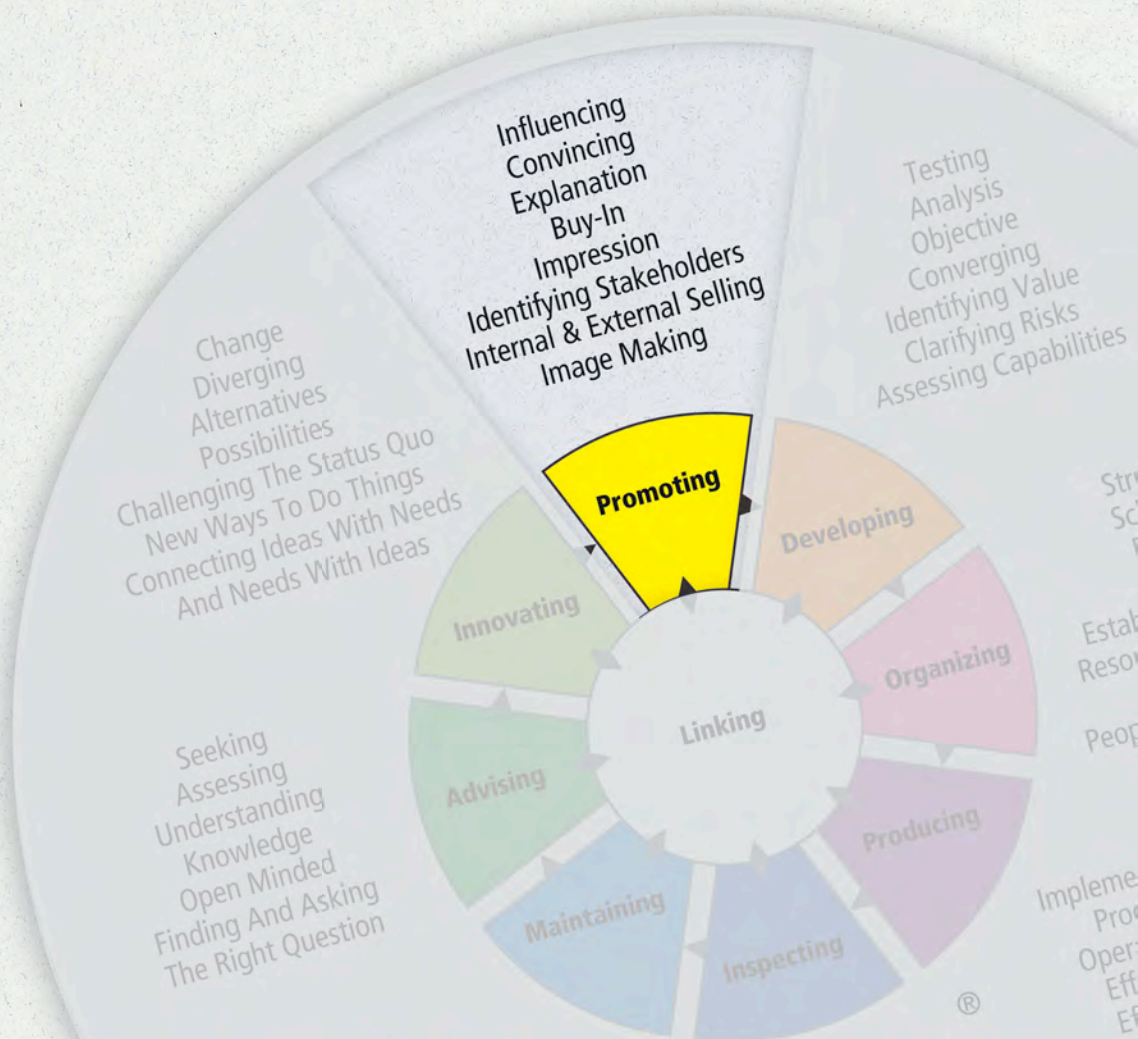 Influencing
Convincing
Explanation
Buy-In
Impression
Identifying Stakeholders
Internal & External Selling
Image Making
Promoting
Testing
Analysis
Objective
Converging
Identifying Value
Clarifying Risks
Assessing Capabilities
Developing
Change
Diverging
Alternatives
Possibilities
Challenging The Status Quo
New Ways To Do Things
Connecting Ideas With Needs
And Needs With Ideas
Innovating
Organizing
Linking
Seeking
Assessing
Understanding
Knowledge
Open Minded
Finding And Asking
The Right Question
Advising
Producing
Maintaining
Inspecting
®